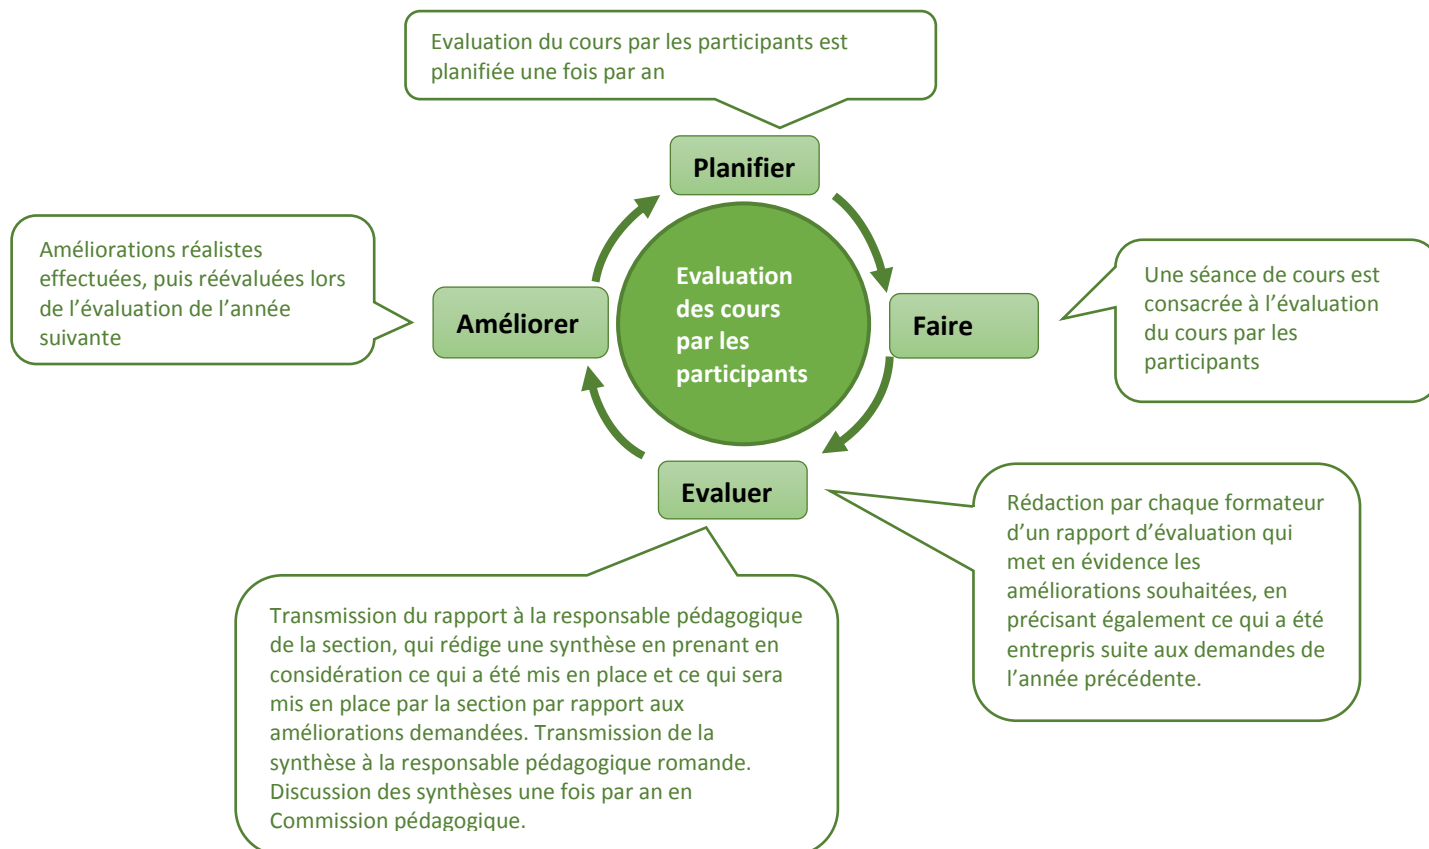 Evaluation du cours par les participants est
planifiée une fois par an
Planifier
Améliorations réalistes
effectuées, puis réévaluées lors
de l’évaluation de l’année
suivante
Améliorer
Evaluation
des cours
par les
participants
Faire
Une séance de cours est
consacrée à l’évaluation
du cours par les
participants
Evaluer
Rédaction par chaque formateur
d’un rapport d’évaluation qui
met en évidence les
améliorations souhaitées, en
précisant également ce qui a été
entrepris suite aux demandes de
l’année précédente.
Transmission du rapport à la responsable pédagogique
de la section, qui rédige une synthèse en prenant en
considération ce qui a été mis en place et ce qui sera
mis en place par la section par rapport aux
améliorations demandées. Transmission de la
synthèse à la responsable pédagogique romande.
Discussion des synthèses une fois par an en
Commission pédagogique.